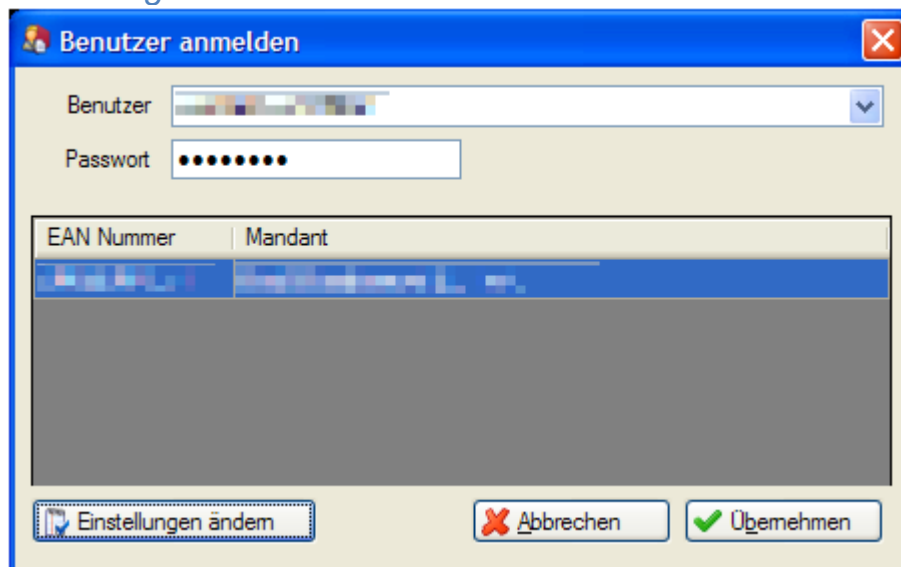 Benutzer anmelden
Benutzer
Passwort ●●●●●●●●
EAN Nummer Mandant
Einstellungen ändern Abbrechen Übernehmen